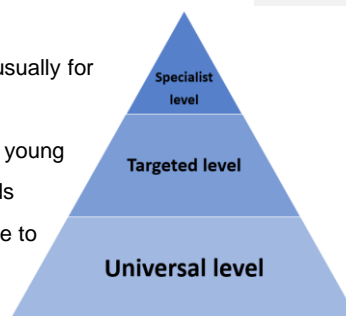 usually for
young
ls
e to
Specialist
level
Targeted level
Universal level